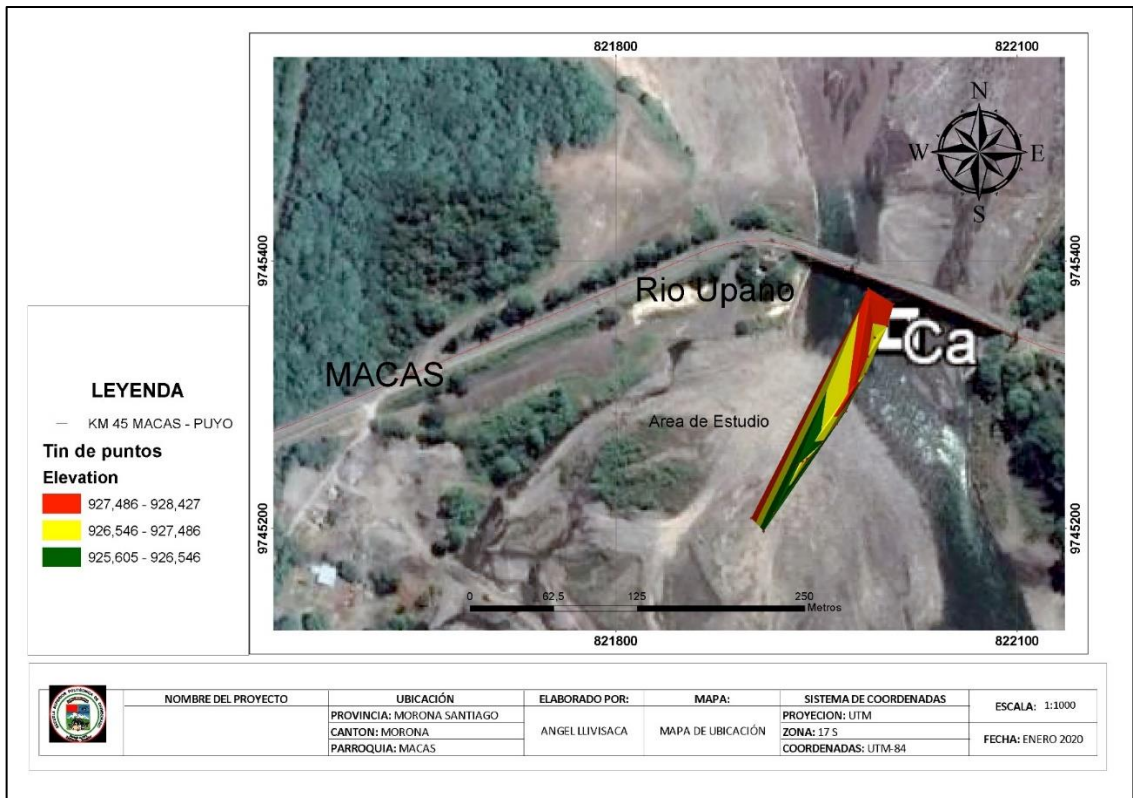 821800 822100
N
W E
S
9745400 9745400
Rio Upano
Ca
MACAS
Area de Estudio
9745200 9745200
0 62,5 125 250
Metros
821800 822100
LEYENDA
KM 45 MACAS - PUYO
Tin de puntos
Elevation
927,486 - 928,427
926,546 - 927,486
925,605 - 926,546
NOMBRE DEL PROYECTO
UBICACIÓN
PROVINCIA: MORONA SANTIAGO
CANTON: MORONA
PARROQUIA: MACAS
ELABORADO POR:
ANGEL LLIVISACA
MAPA:
MAPA DE UBICACIÓN
SISTEMA DE COORDENADAS
PROYECION: UTM
ZONA: 17 S
COORDENADAS: UTM-84
ESCALA: 1:1000
FECHA: ENERO 2020